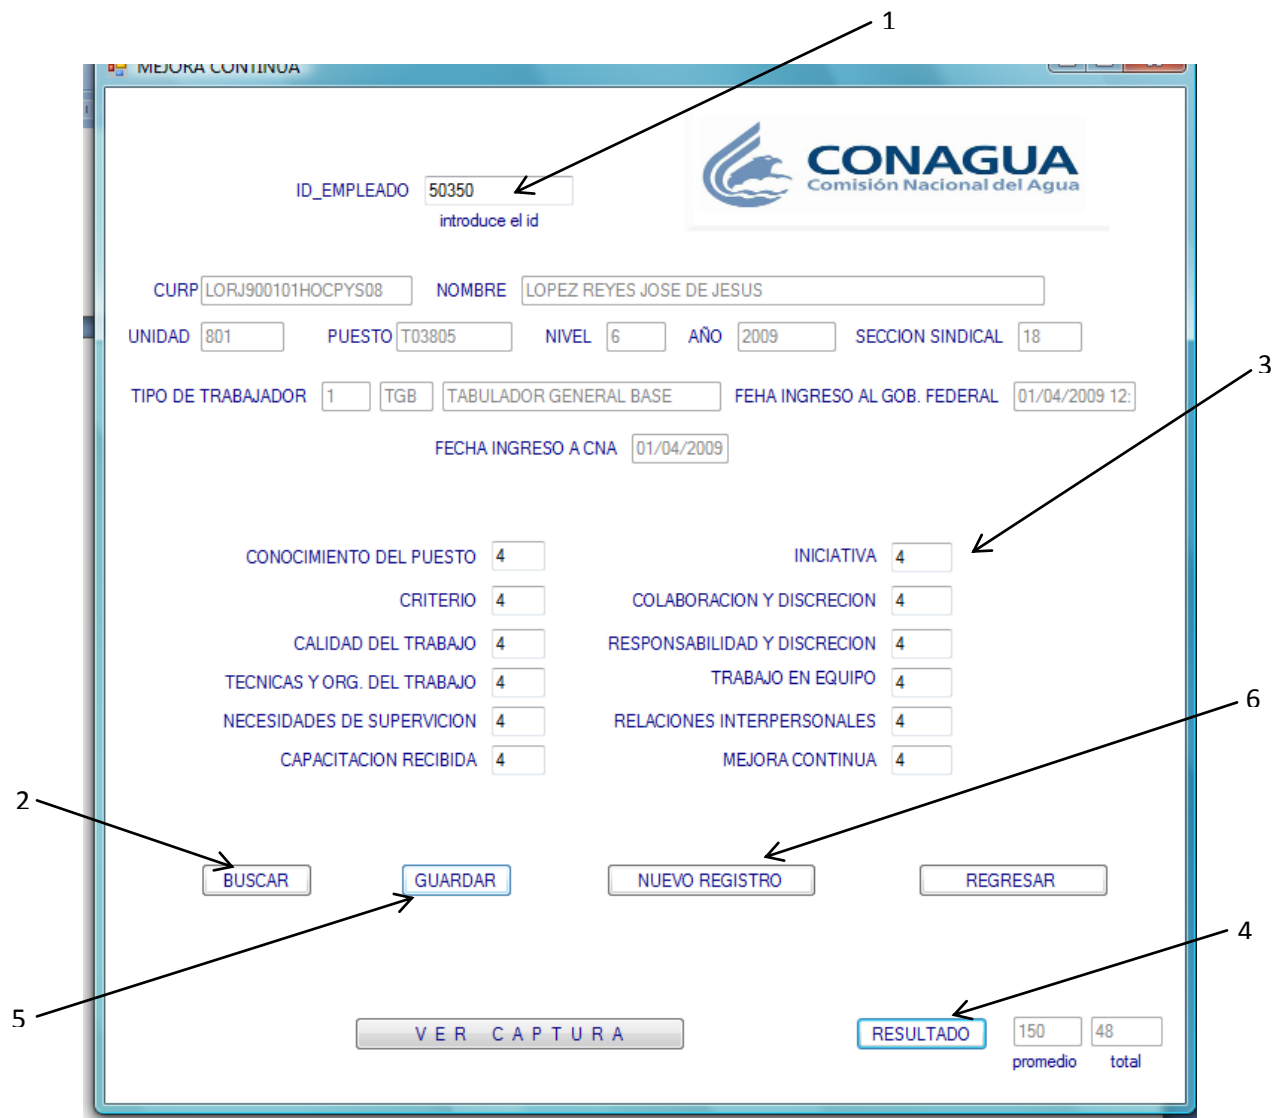 1
MEJORA CONTINUA
CONAGUA
Comisión Nacional del Agua
ID_EMPLEADO 50350
introduce el id
CURP LORJ900101HOCPYS08 NOMBRE LOPEZ REYES JOSE DE JESUS
UNIDAD 801 PUESTO T03805 NIVEL 6 AÑO 2009 SECCION SINDICAL 18
3
TIPO DE TRABAJADOR 1 TGB TABULADOR GENERAL BASE FEHA INGRESO AL GOB. FEDERAL 01/04/2009 12:
FECHA INGRESO A CNA 01/04/2009
CONOCIMIENTO DEL PUESTO 4 INICIATIVA 4
CRITERIO 4 COLABORACION Y DISCRECION 4
CALIDAD DEL TRABAJO 4 RESPONSABILIDAD Y DISCRECION 4
TECNICAS Y ORG. DEL TRABAJO 4 TRABAJO EN EQUIPO 4
6
NECESIDADES DE SUPERVICION 4 RELACIONES INTERPERSONALES 4
CAPACITACION RECIBIDA 4 MEJORA CONTINUA 4
2
BUSCAR GUARDAR NUEVO REGISTRO REGRESAR
4
5
VER CAPTURA RESULTADO 150 48
promedio total